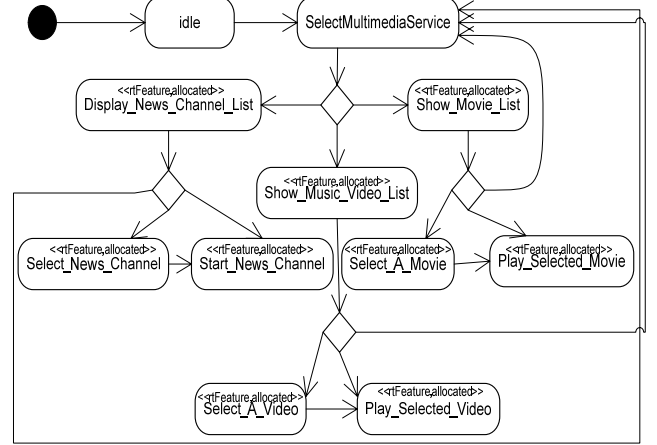 idle
SelectMultimediaService
<<rtFeature,allocated>>
Display_News_Channel_List
<<rtFeature,allocated>>
Show_Movie_List
<<rtFeature,allocated>>
Show_Music_Video_List
<<rtFeature,allocated>>
Select_News_Channel
<<rtFeature,allocated>>
Start_News_Channel
<<rtFeature,allocated>>
Select_A_Movie
<<rtFeature,allocated>>
Play_Selected_Movie
<<rtFeature,allocated>>
Select_A_Video
<<rtFeature,allocated>>
Play_Selected_Video